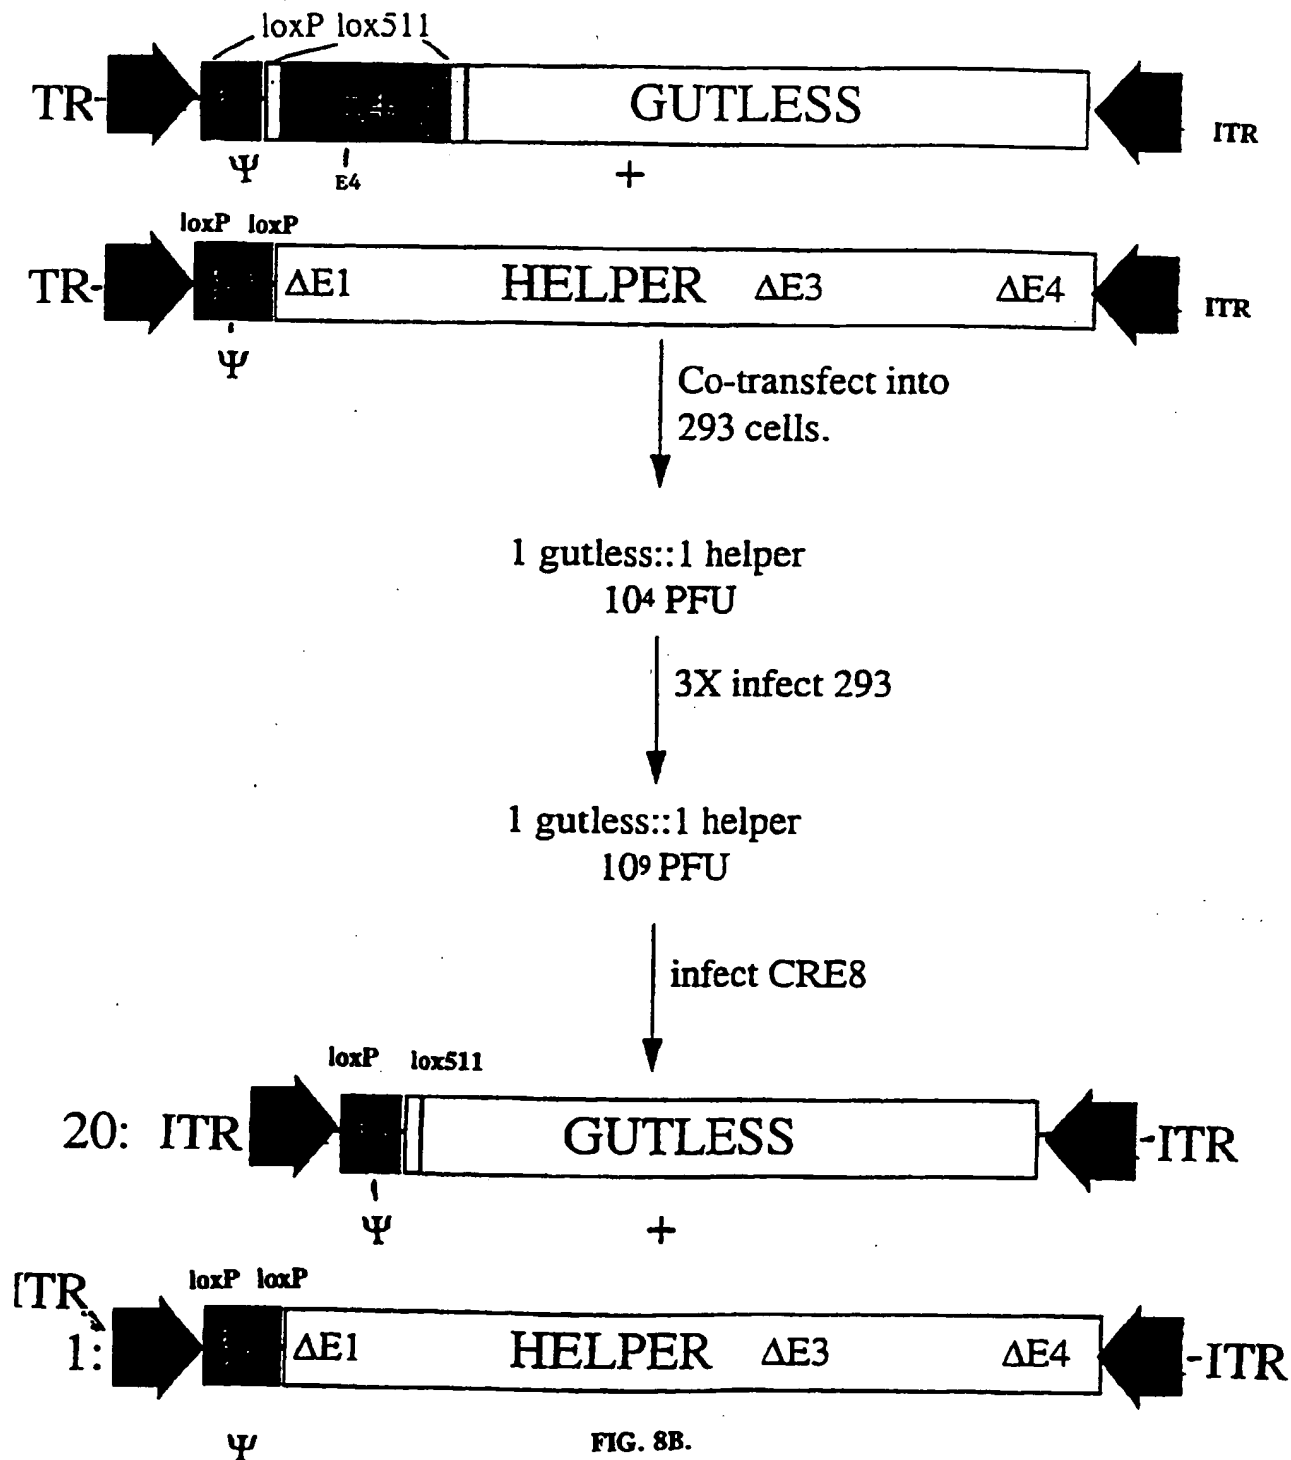 loxP lox511
TR-
GUTLESS
ITR
Ψ
E4
+
loxP loxP
TR-
ΔE1 HELPER ΔE3 ΔE4
ITR
Ψ
Co-transfect into
293 cells.
1 gutless::1 helper
10⁴ PFU
3X infect 293
1 gutless::1 helper
10⁹ PFU
infect CRE8
loxP lox511
20: ITR
GUTLESS
-ITR
Ψ
+
ITR
loxP loxP
1:
ΔE1 HELPER ΔE3 ΔE4
-ITR
Ψ
FIG. 8B.